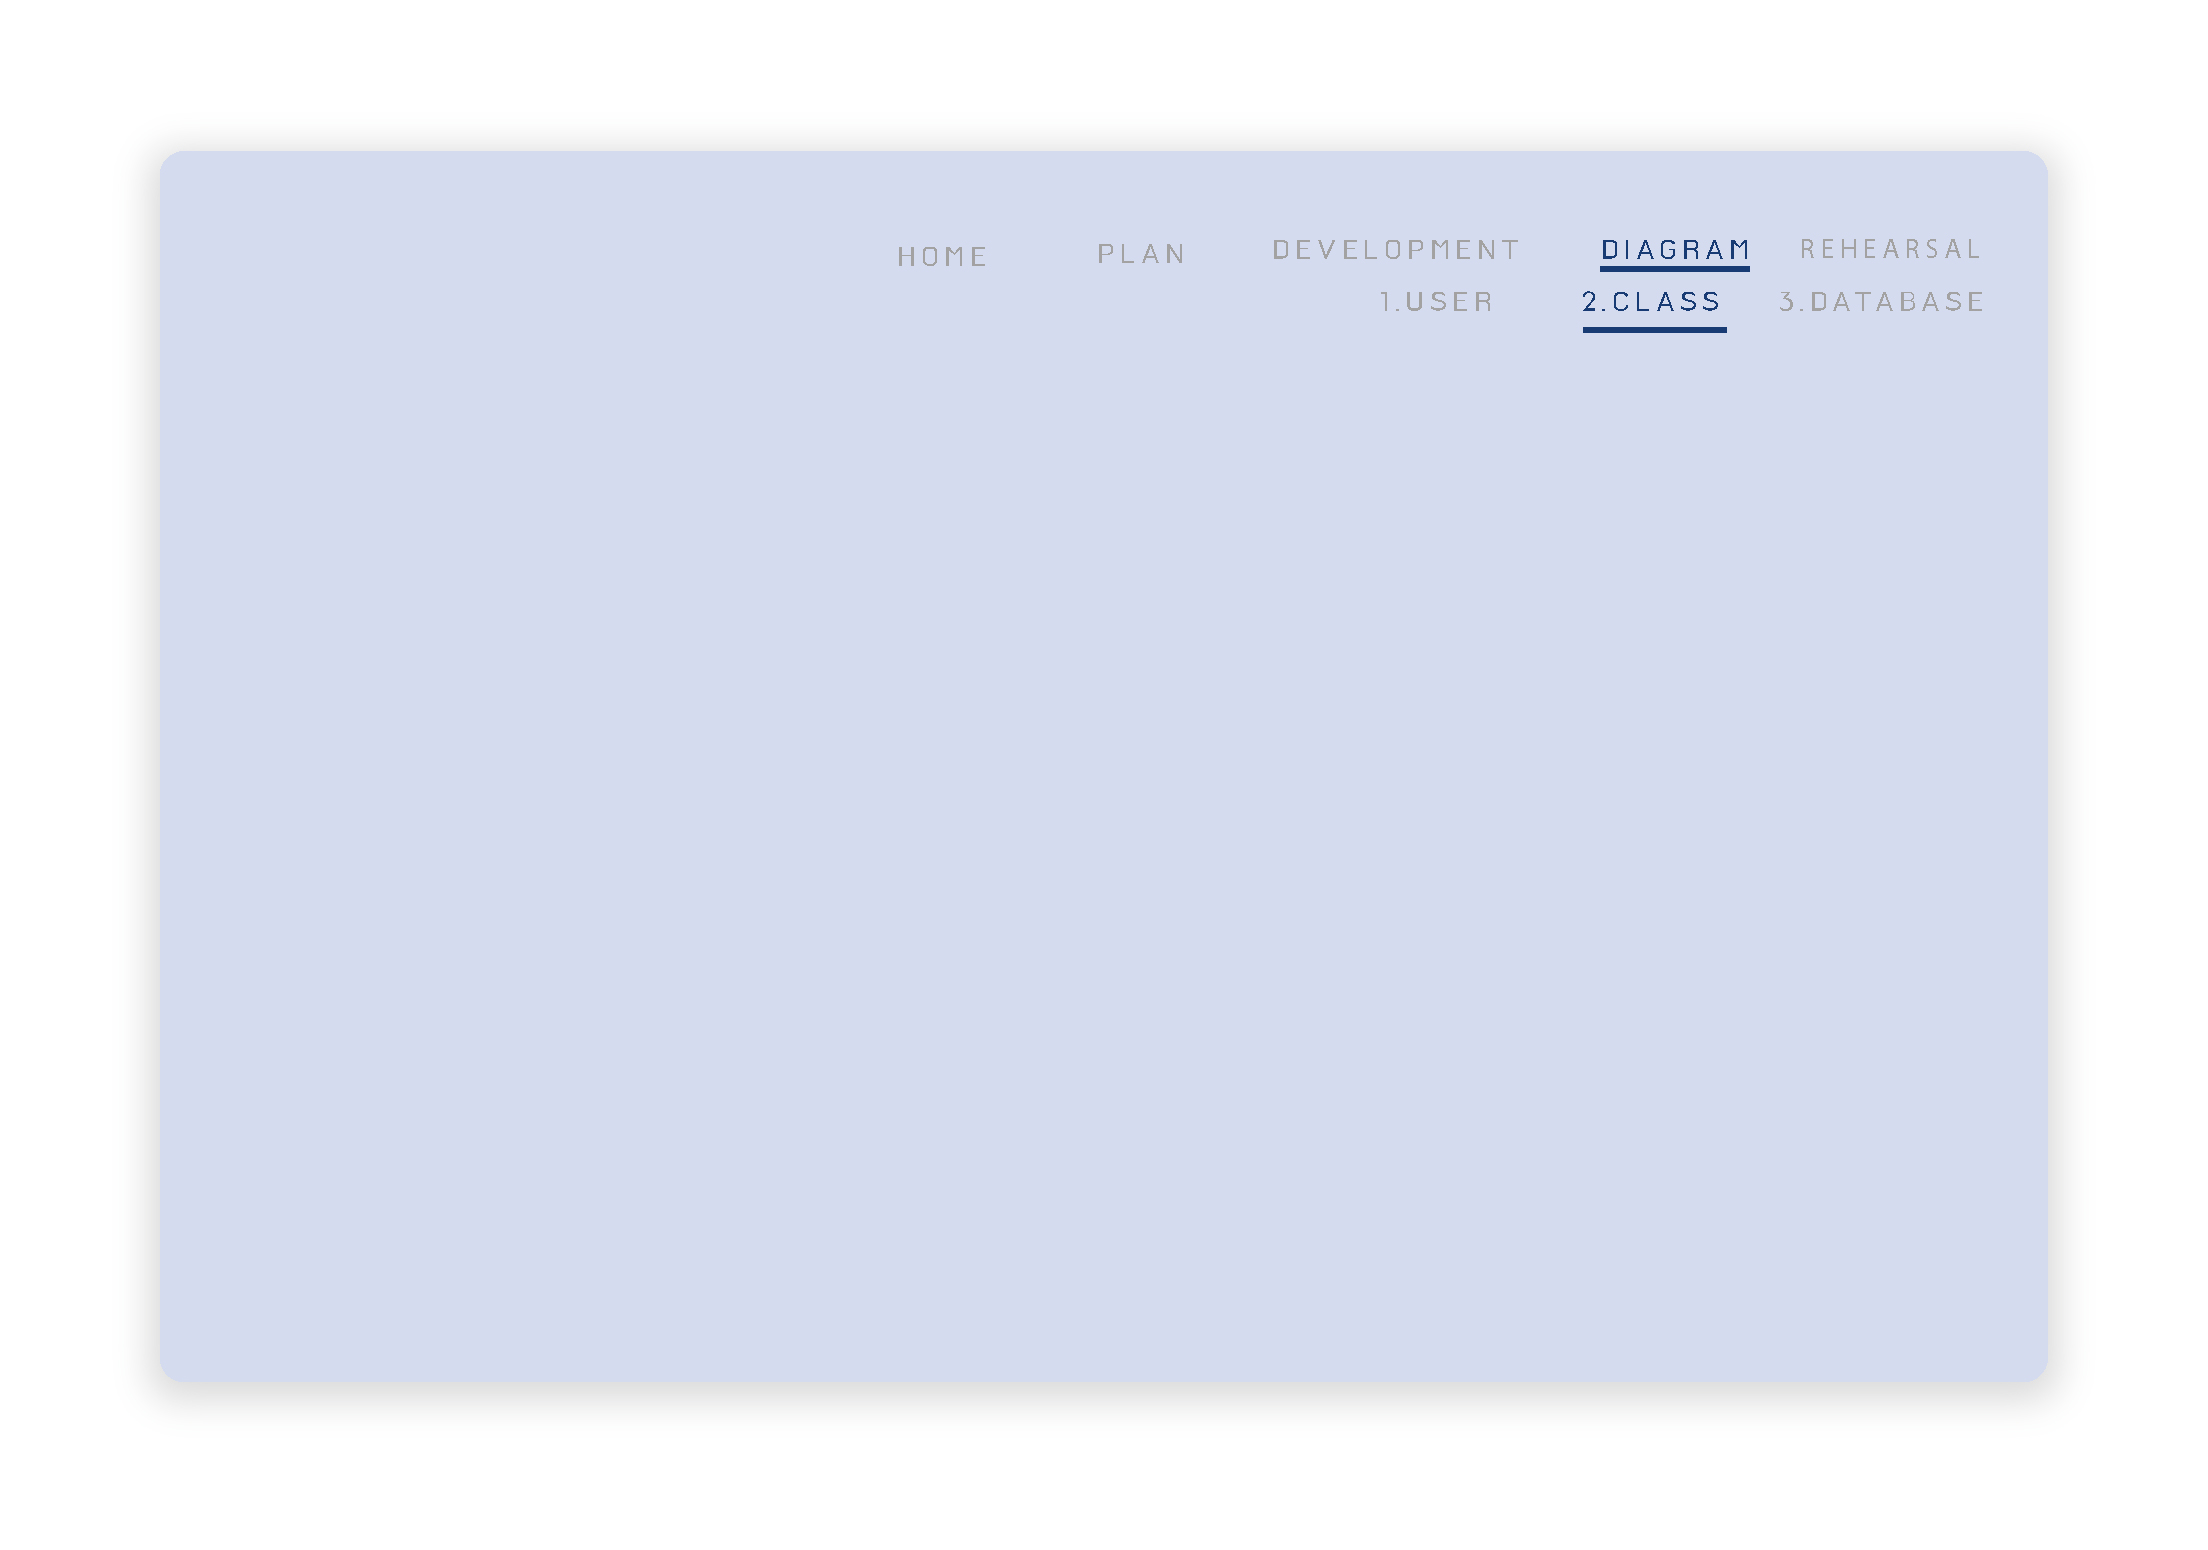 HOME PLAN DEVELOPMENT DIAGRAM REHEARSAL
1.USER 2.CLASS 3.DATABASE